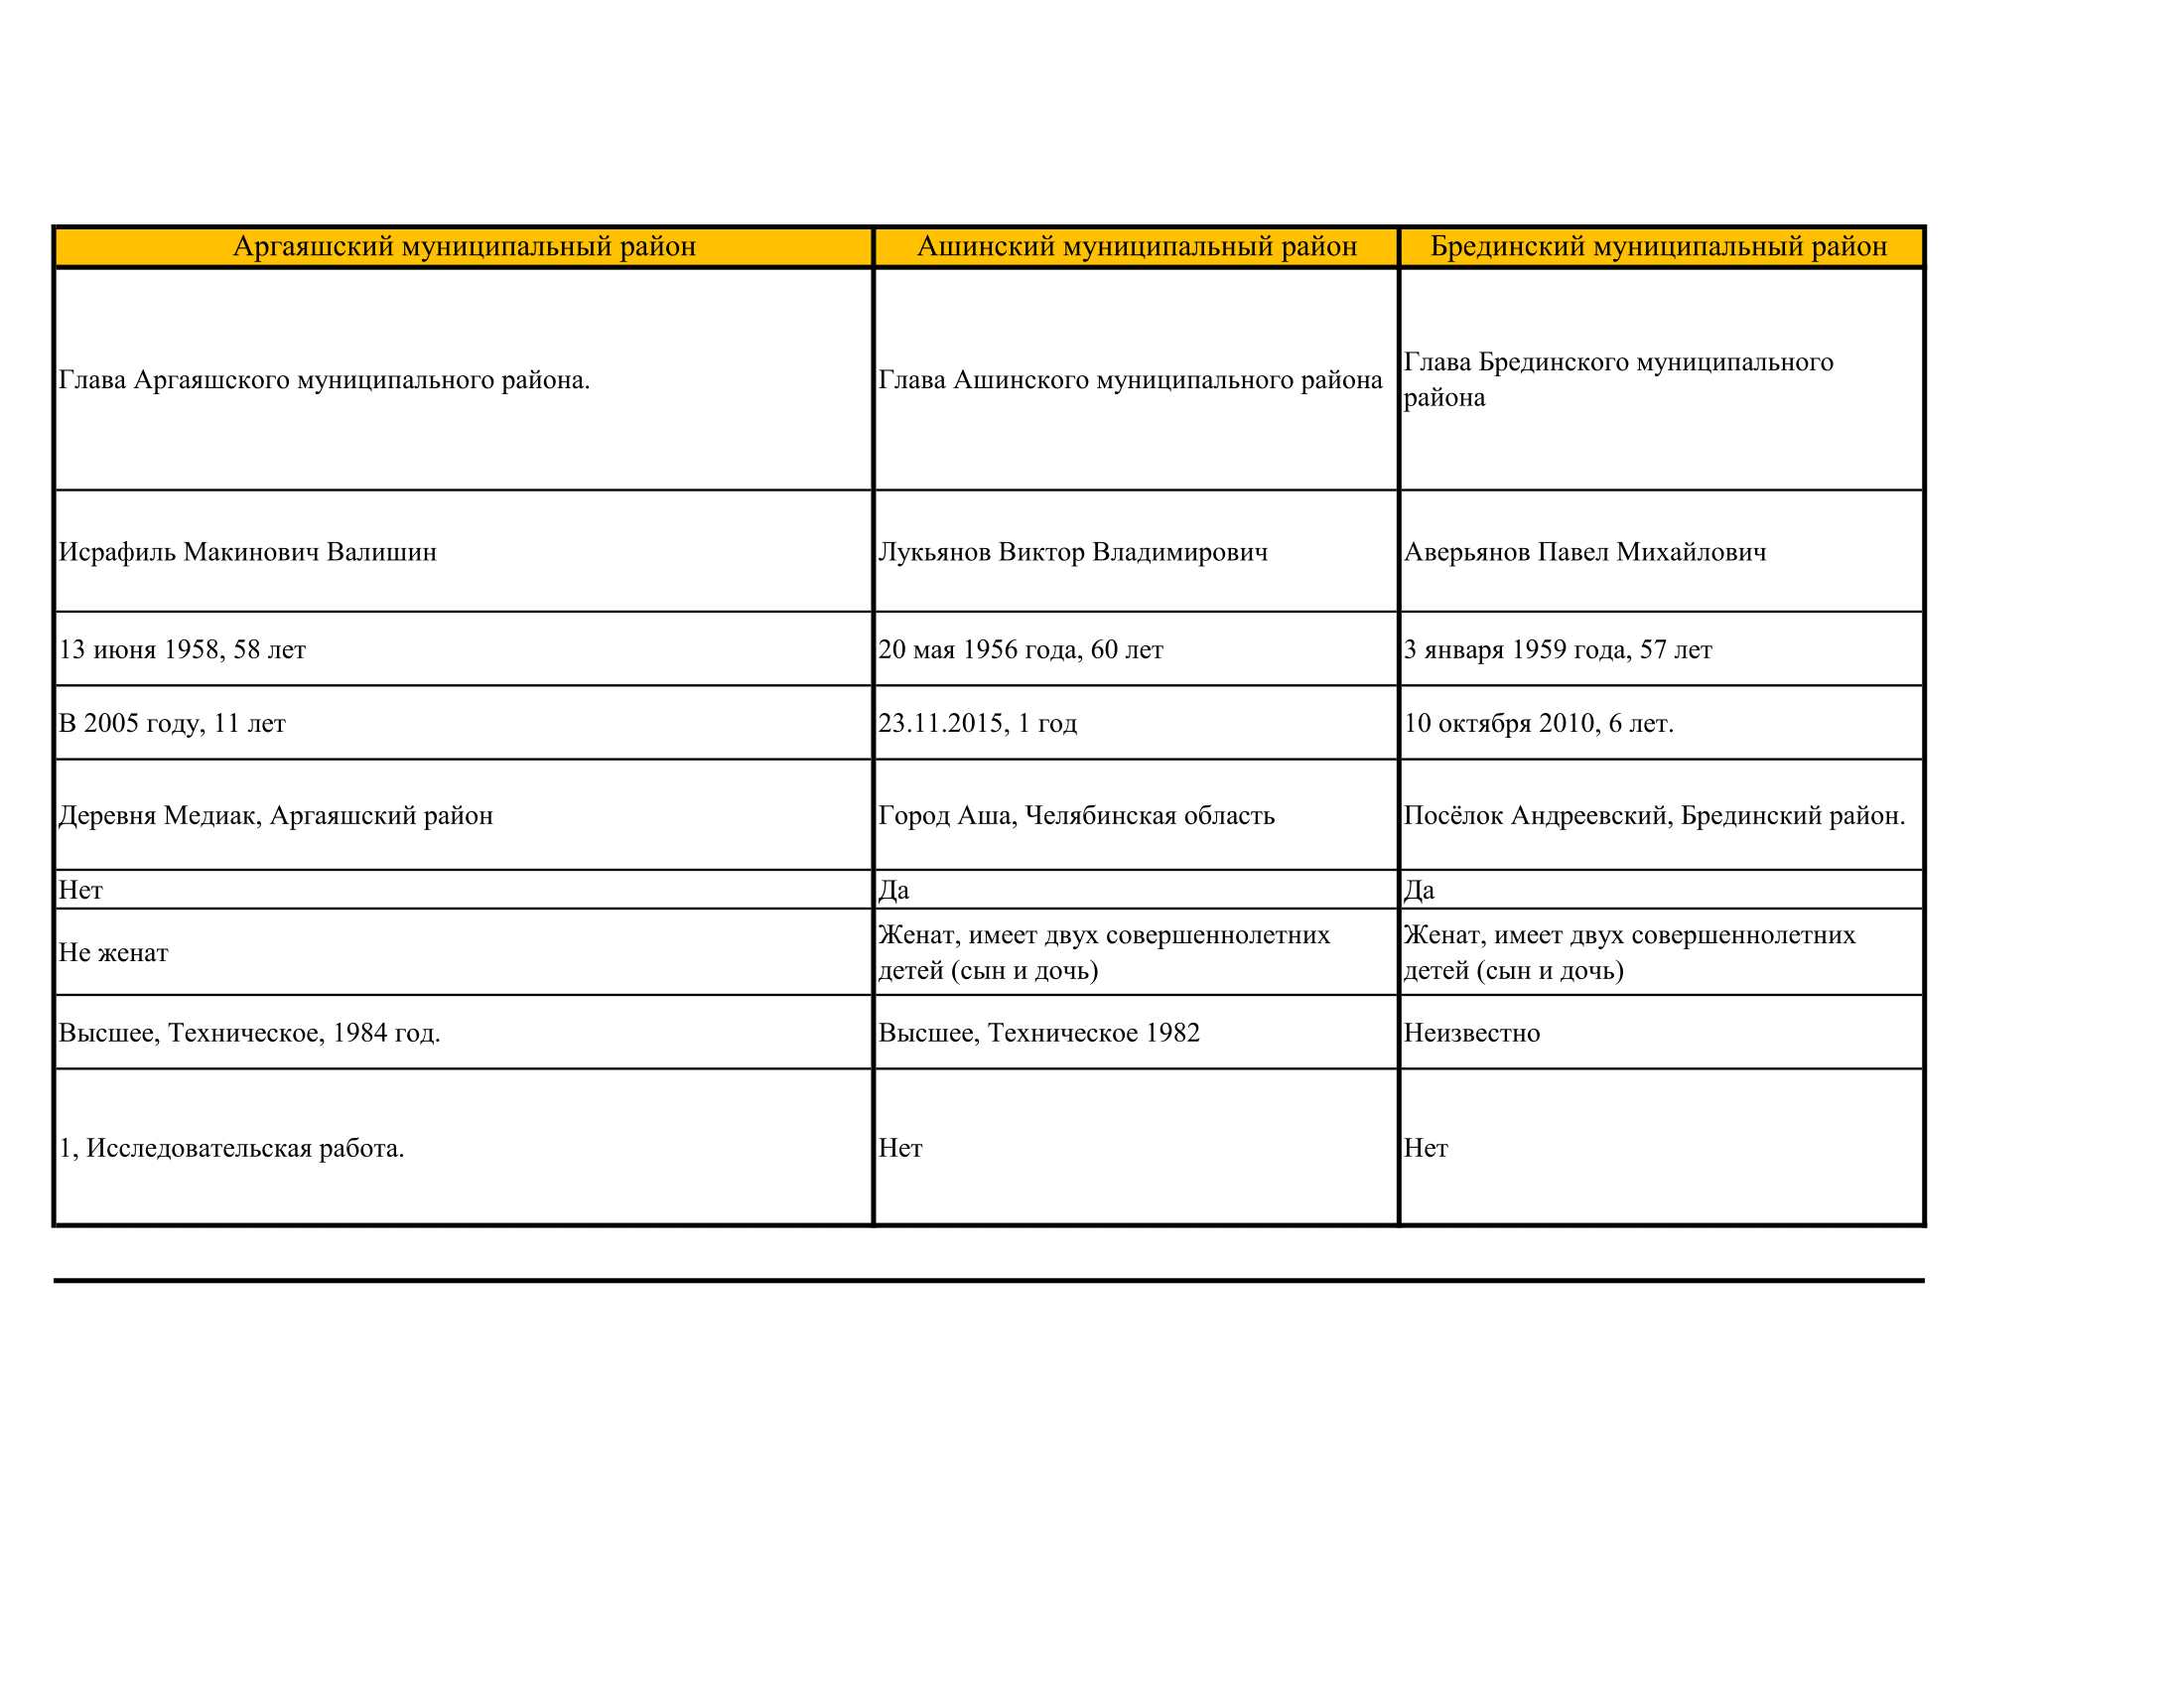 Аргаяшский муниципальный район
Ашинский муниципальный район
Брединский муниципальный район
Глава Аргаяшского муниципального района.
Глава Ашинского муниципального района
Глава Брединского муниципального
района
Исрафиль Макинович Валишин
Лукьянов Виктор Владимирович
Аверьянов Павел Михайлович
13 июня 1958, 58 лет
20 мая 1956 года, 60 лет
3 января 1959 года, 57 лет
В 2005 году, 11 лет
23.11.2015, 1 год
10 октября 2010, 6 лет.
Деревня Медиак, Аргаяшский район
Город Аша, Челябинская область
Посёлок Андреевский, Брединский район.
Нет
Да
Да
Не женат
Женат, имеет двух совершеннолетних
детей (сын и дочь)
Женат, имеет двух совершеннолетних
детей (сын и дочь)
Высшее, Техническое, 1984 год.
Высшее, Техническое 1982
Неизвестно
1, Исследовательская работа.
Нет
Нет